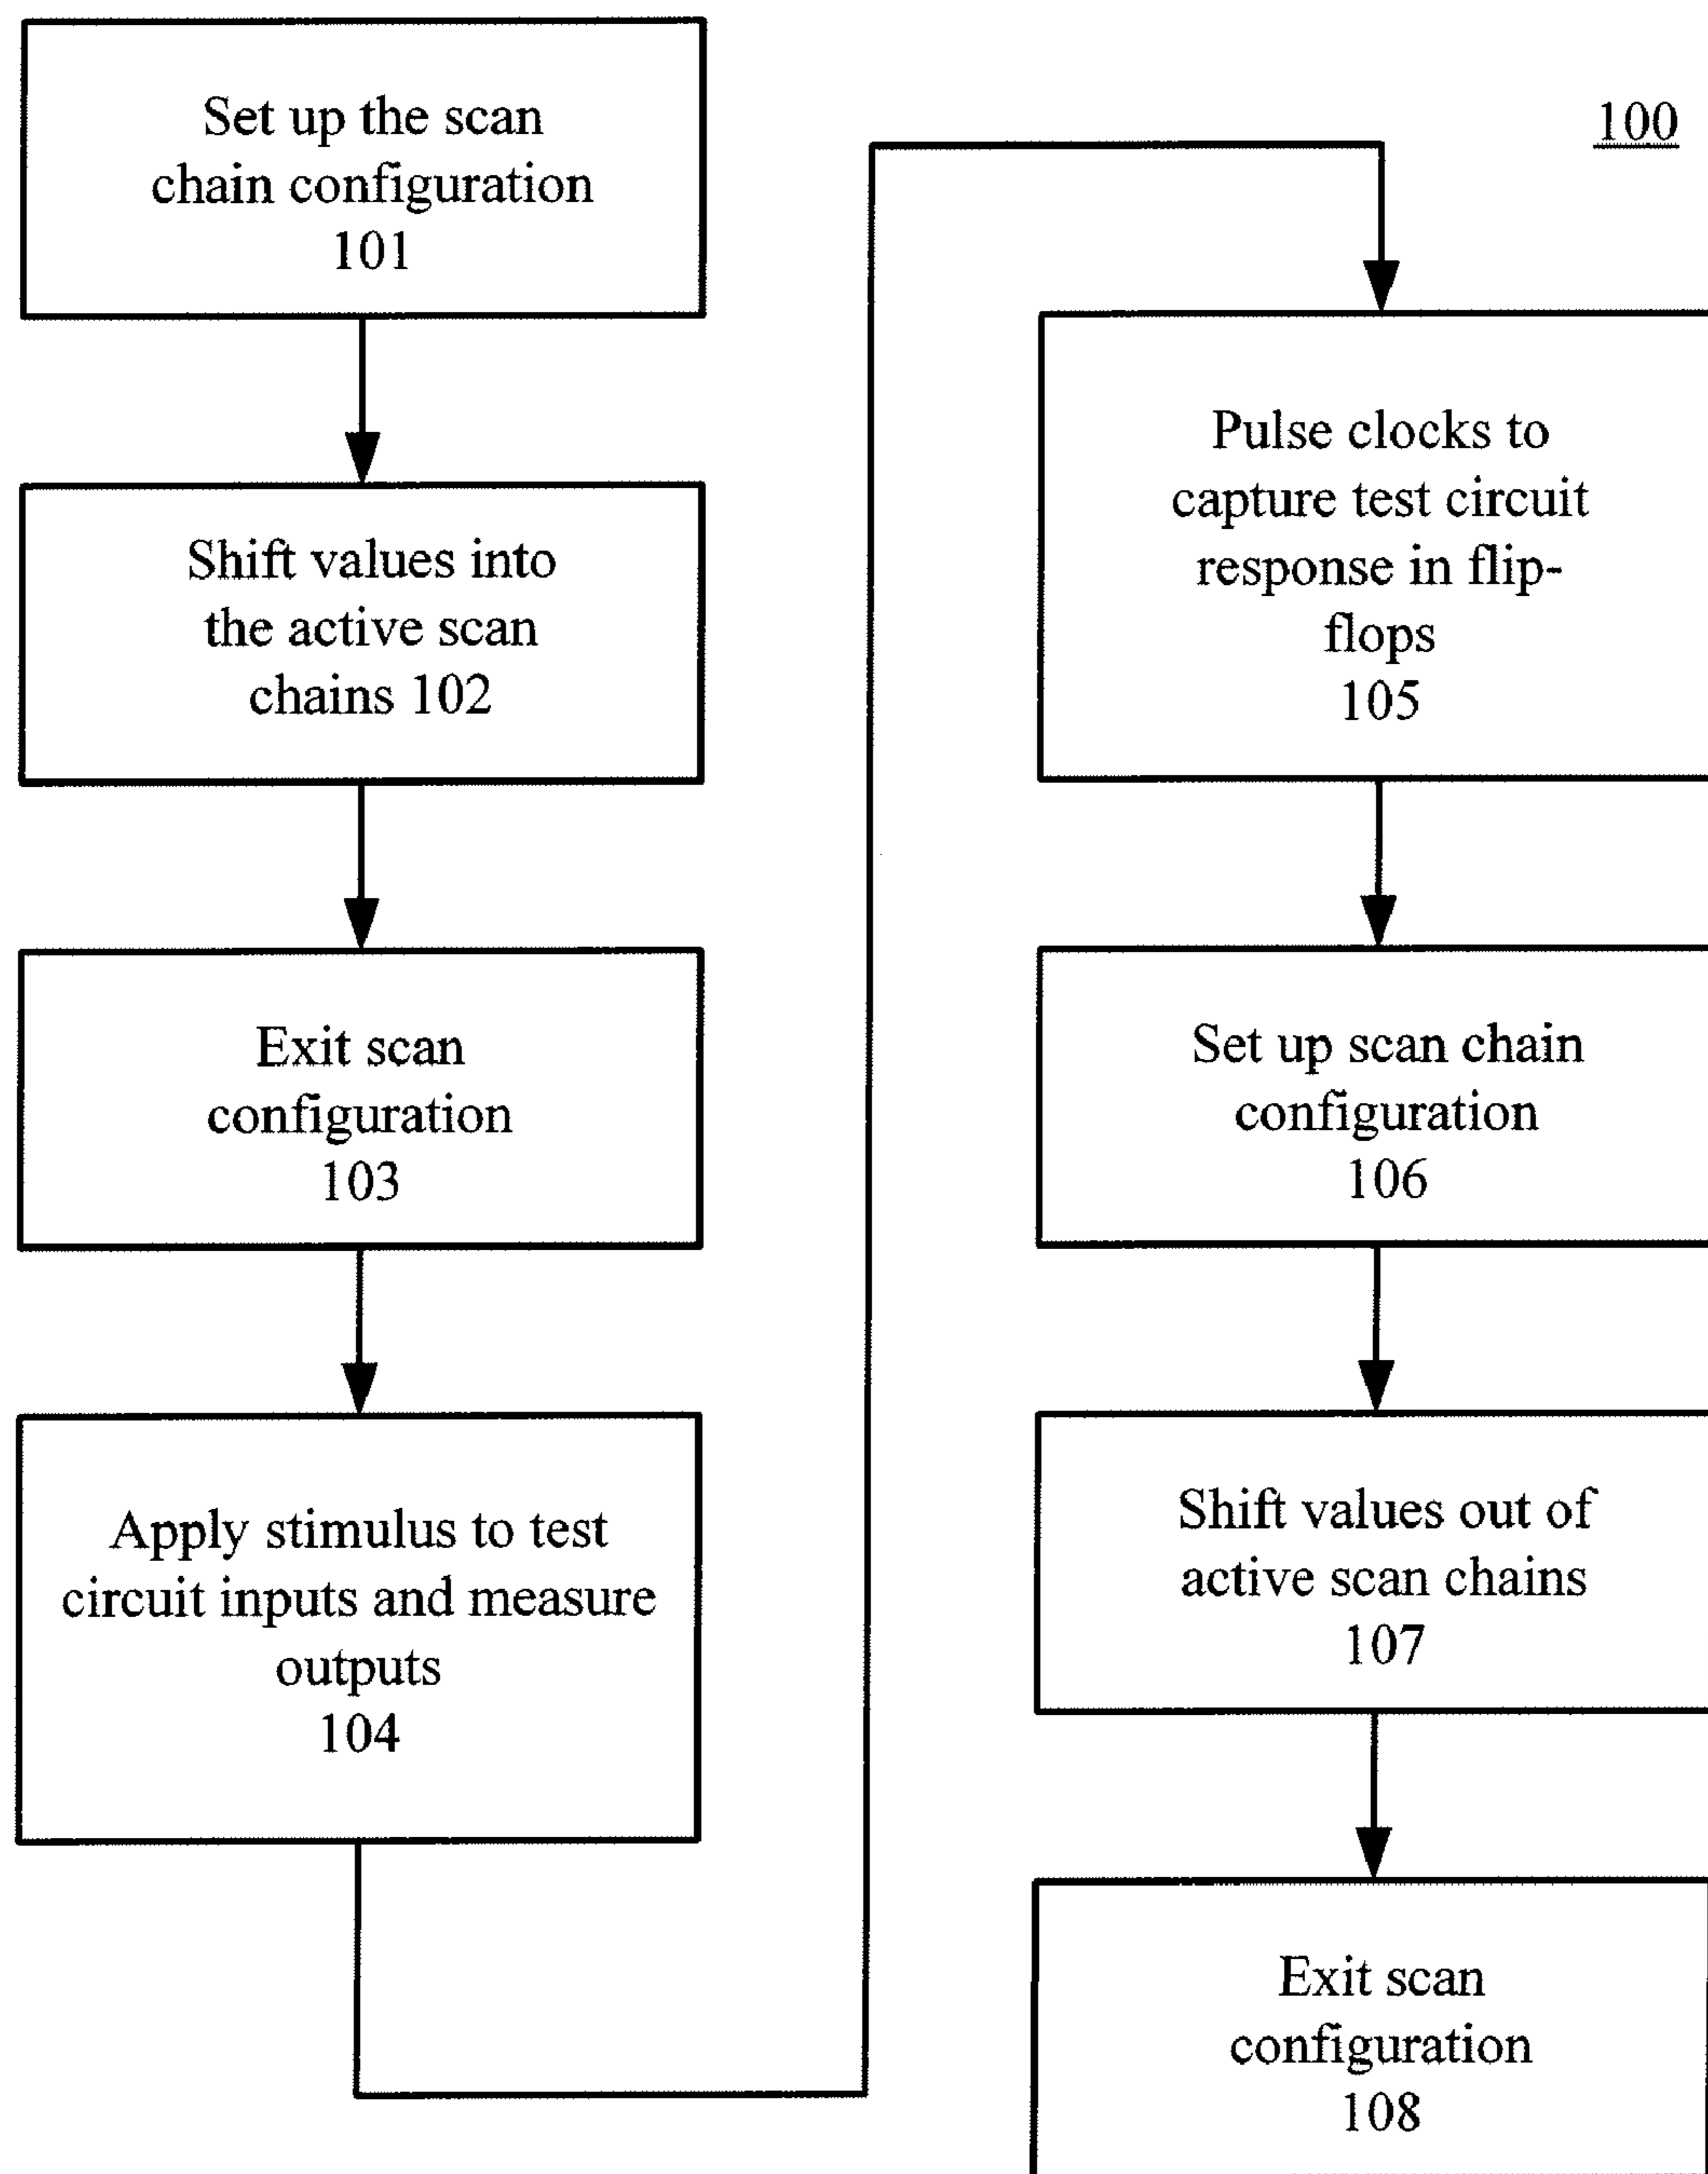 Set up the scan
chain configuration
101
Shift values into
the active scan
chains 102
Exit scan
configuration
103
Apply stimulus to test
circuit inputs and measure
outputs
104
100
Pulse clocks to
capture test circuit
response in flip-
flops
105
Set up scan chain
configuration
106
Shift values out of
active scan chains
107
Exit scan
configuration
108